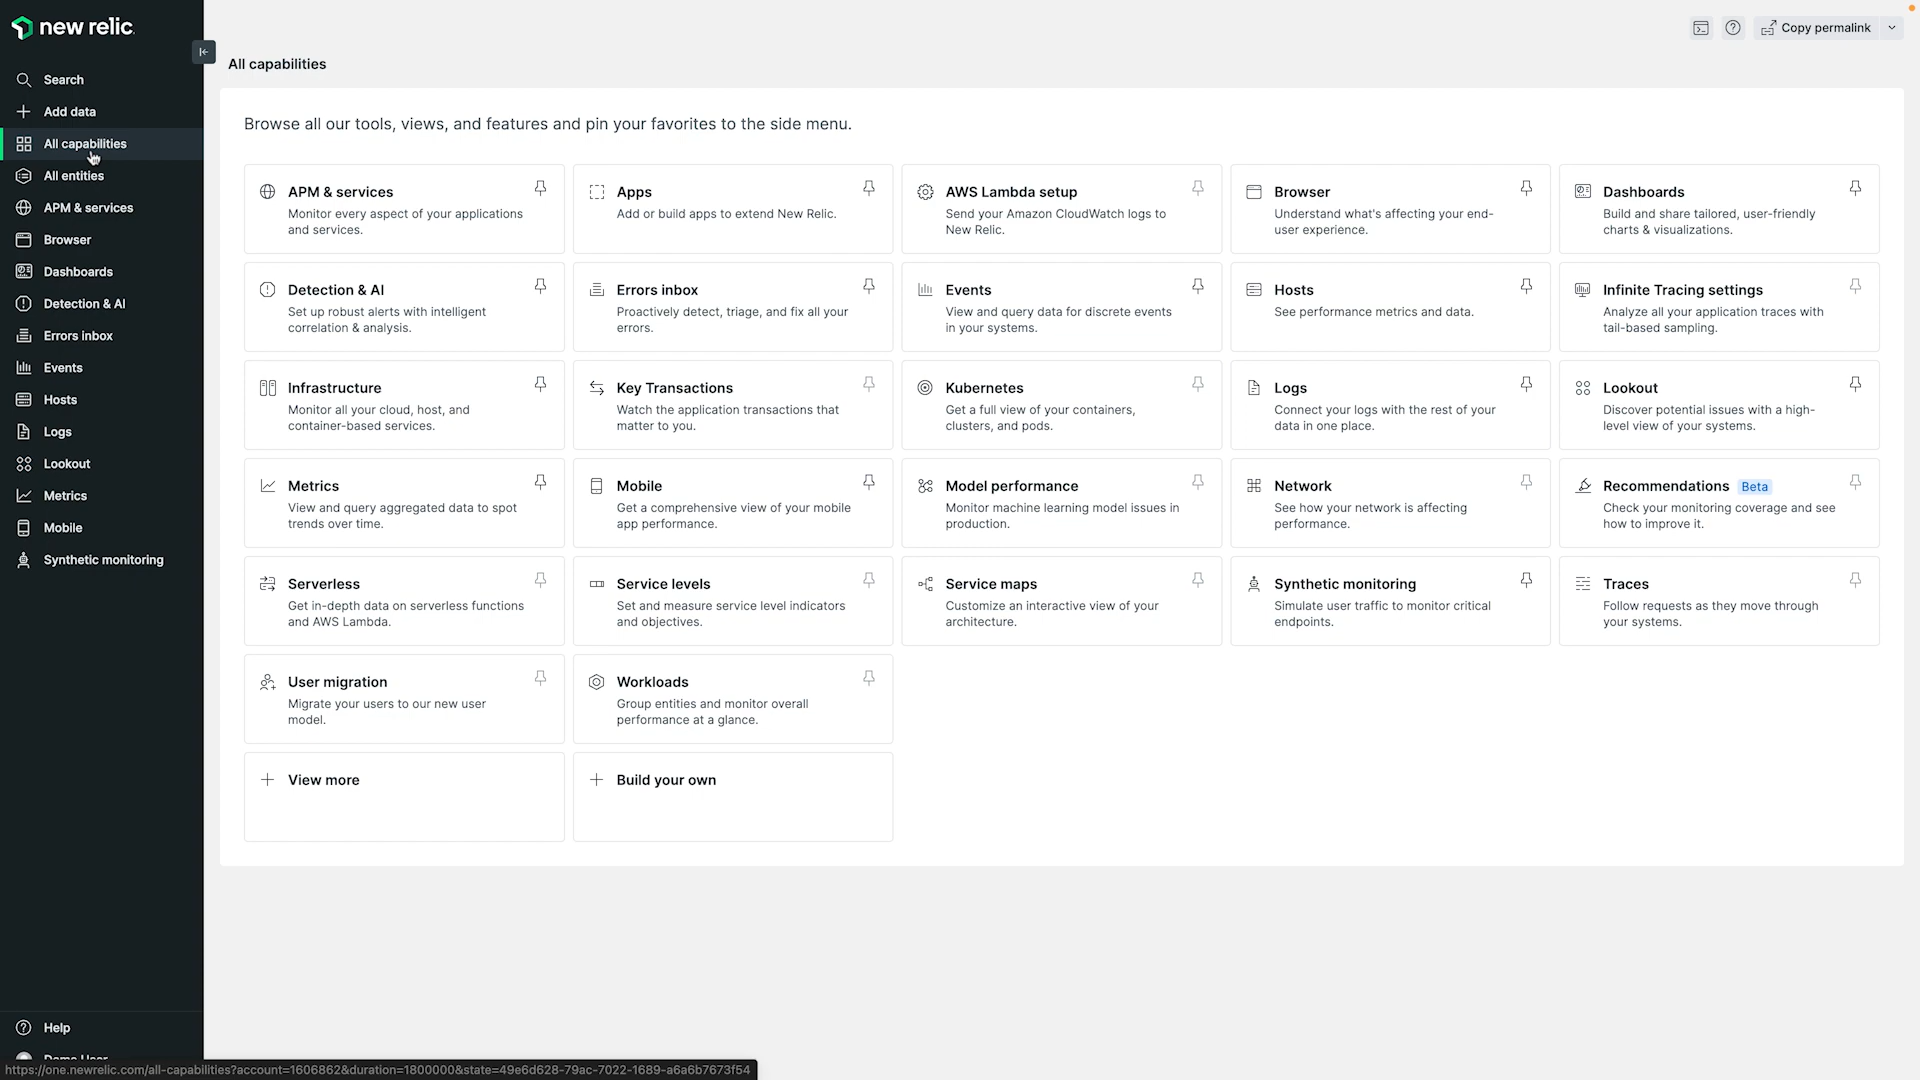 new relic.
Search
Add data
All capabilities
All entities
APM & services
Browser
Dashboards
Detection & AI
Errors inbox
Events
Hosts
Logs
Lookout
Metrics
Mobile
Synthetic monitoring
Help
Demo User
https://one.newrelic.com/all-capabilities?account=1606862&duration=1800000&state=49e6d628-79ac-7022-1689-a6a6b7673f54
Copy permalink
All capabilities
Browse all our tools, views, and features and pin your favorites to the side menu.
APM & services
Monitor every aspect of your applications
and services.
Apps
Add or build apps to extend New Relic.
AWS Lambda setup
Send your Amazon CloudWatch logs to
New Relic.
Browser
Understand what's affecting your end-
user experience.
Dashboards
Build and share tailored, user-friendly
charts & visualizations.
Detection & AI
Set up robust alerts with intelligent
correlation & analysis.
Errors inbox
Proactively detect, triage, and fix all your
errors.
Events
View and query data for discrete events
in your systems.
Hosts
See performance metrics and data.
Infinite Tracing settings
Analyze all your application traces with
tail-based sampling.
Infrastructure
Monitor all your cloud, host, and
container-based services.
Key Transactions
Watch the application transactions that
matter to you.
Kubernetes
Get a full view of your containers,
clusters, and pods.
Logs
Connect your logs with the rest of your
data in one place.
Lookout
Discover potential issues with a high-
level view of your systems.
Metrics
View and query aggregated data to spot
trends over time.
Mobile
Get a comprehensive view of your mobile
app performance.
Model performance
Monitor machine learning model issues in
production.
Network
See how your network is affecting
performance.
Recommendations Beta
Check your monitoring coverage and see
how to improve it.
Serverless
Get in-depth data on serverless functions
and AWS Lambda.
Service levels
Set and measure service level indicators
and objectives.
Service maps
Customize an interactive view of your
architecture.
Synthetic monitoring
Simulate user traffic to monitor critical
endpoints.
Traces
Follow requests as they move through
your systems.
User migration
Migrate your users to our new user
model.
Workloads
Group entities and monitor overall
performance at a glance.
View more
Build your own